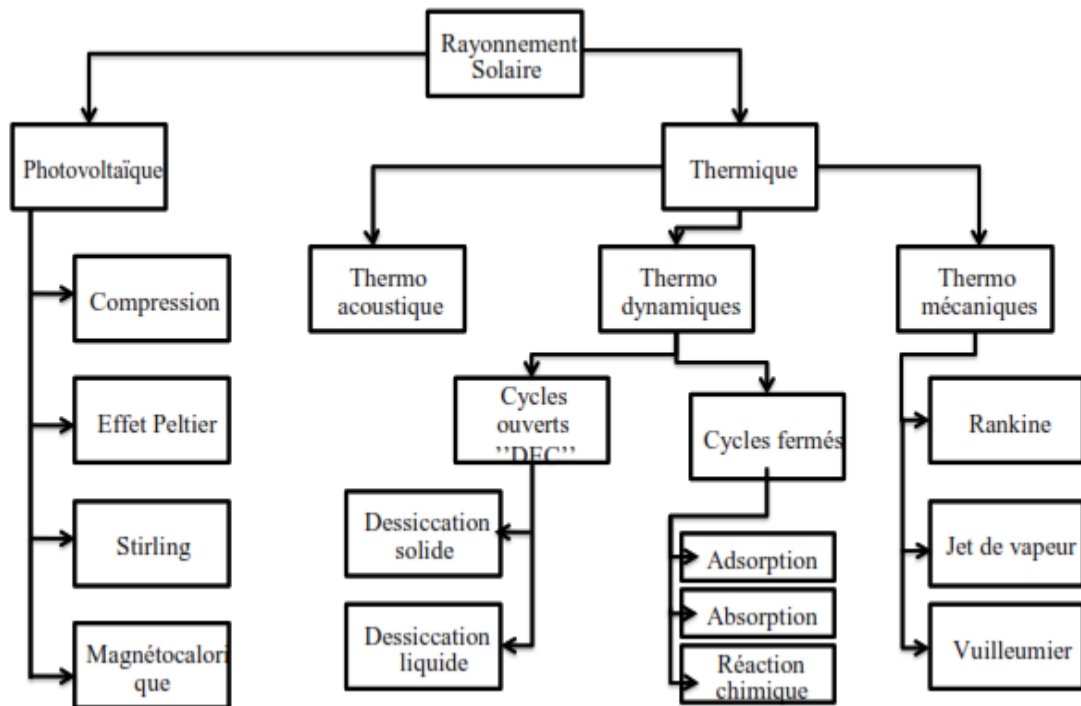 Rayonnement
Solaire
Photovoltaïque
Thermique
Thermo
acoustique
Thermo
dynamiques
Thermo
mécaniques
Compression
Effet Peltier
Stirling
Magnétocalori
que
Cycles
ouverts
’’DEC’’
Cycles fermés
Dessiccation
solide
Dessiccation
liquide
Adsorption
Absorption
Réaction
chimique
Rankine
Jet de vapeur
Vuilleumier